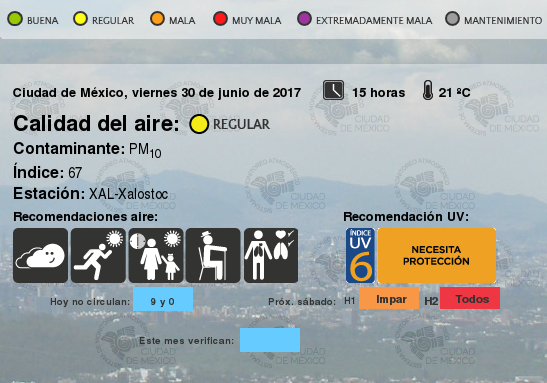 BUENA REGULAR MALA MUY MALA EXTREMADAMENTE MALA MANTENIMIENTO
Ciudad de México, viernes 30 de junio de 2017 15 horas 21 ºC
Calidad del aire: REGULAR
Contaminante: PM10
Índice: 67
Estación: XAL-Xalostoc
Recomendaciones aire: Recomendación UV:
ÍNDICE
UV
6
NECESITA
PROTECCIÓN
Hoy no circulan: 9 y 0 Próx. sábado: H1 Impar H2 Todos
Este mes verifican:
CIUDAD
DE MÉXICO